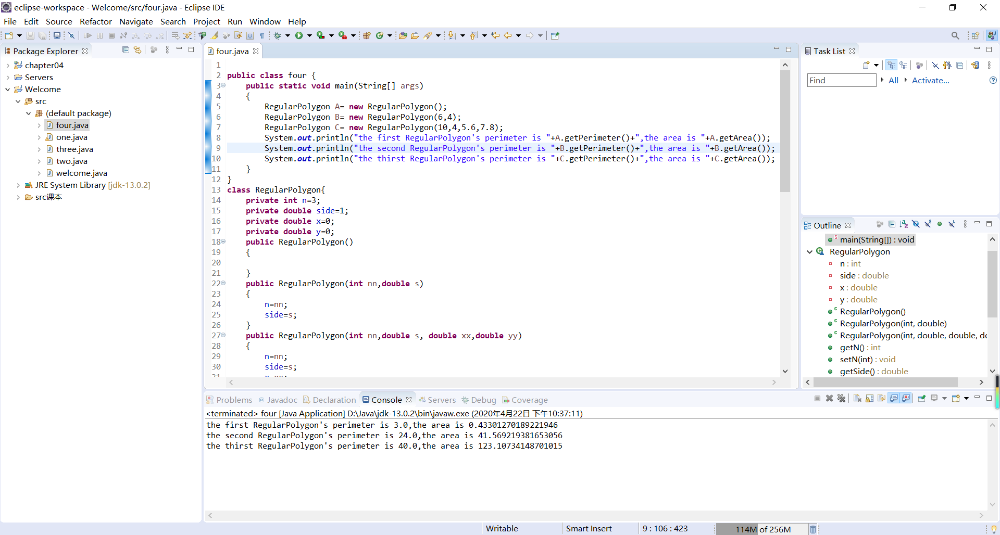 eclipse-workspace - Welcome/src/four.java - Eclipse IDE
File Edit Source Refactor Navigate Search Project Run Window Help
Package Explorer
chapter04
Servers
Welcome
src
(default package)
four.java
one.java
three.java
two.java
welcome.java
JRE System Library [jdk-13.0.2]
src课本
four.java
1
2 public class four {
3 public static void main(String[] args)
4 {
5 RegularPolygon A= new RegularPolygon();
6 RegularPolygon B= new RegularPolygon(6,4);
7 RegularPolygon C= new RegularPolygon(10,4,5.6,7.8);
8 System.out.println("the first RegularPolygon's perimeter is "+A.getPerimeter()+",the area is "+A.getArea());
9 System.out.println("the second RegularPolygon's perimeter is "+B.getPerimeter()+",the area is "+B.getArea());
10 System.out.println("the thirst RegularPolygon's perimeter is "+C.getPerimeter()+",the area is "+C.getArea());
11 }
12 }
13 class RegularPolygon{
14 private int n=3;
15 private double side=1;
16 private double x=0;
17 private double y=0;
18 public RegularPolygon()
19 {
20
21 }
22 public RegularPolygon(int nn,double s)
23 {
24 n=nn;
25 side=s;
26 }
27 public RegularPolygon(int nn,double s, double xx,double yy)
28 {
29 n=nn;
30 side=s;
Task List
Find All Activate...
Outline
main(String[]) : void
RegularPolygon
n : int
side : double
x : double
y : double
RegularPolygon()
RegularPolygon(int, double)
RegularPolygon(int, double, double, dc
getN() : int
setN(int) : void
getSide() : double
Problems Javadoc Declaration Console Servers Debug Coverage
<terminated> four [Java Application] D:\Java\jdk-13.0.2\bin\javaw.exe (2020年4月22日 下午10:37:11)
the first RegularPolygon's perimeter is 3.0,the area is 0.43301270189221946
the second RegularPolygon's perimeter is 24.0,the area is 41.569219381653056
the thirst RegularPolygon's perimeter is 40.0,the area is 123.10734148701015
Writable Smart Insert 9 : 106 : 423 114M of 256M